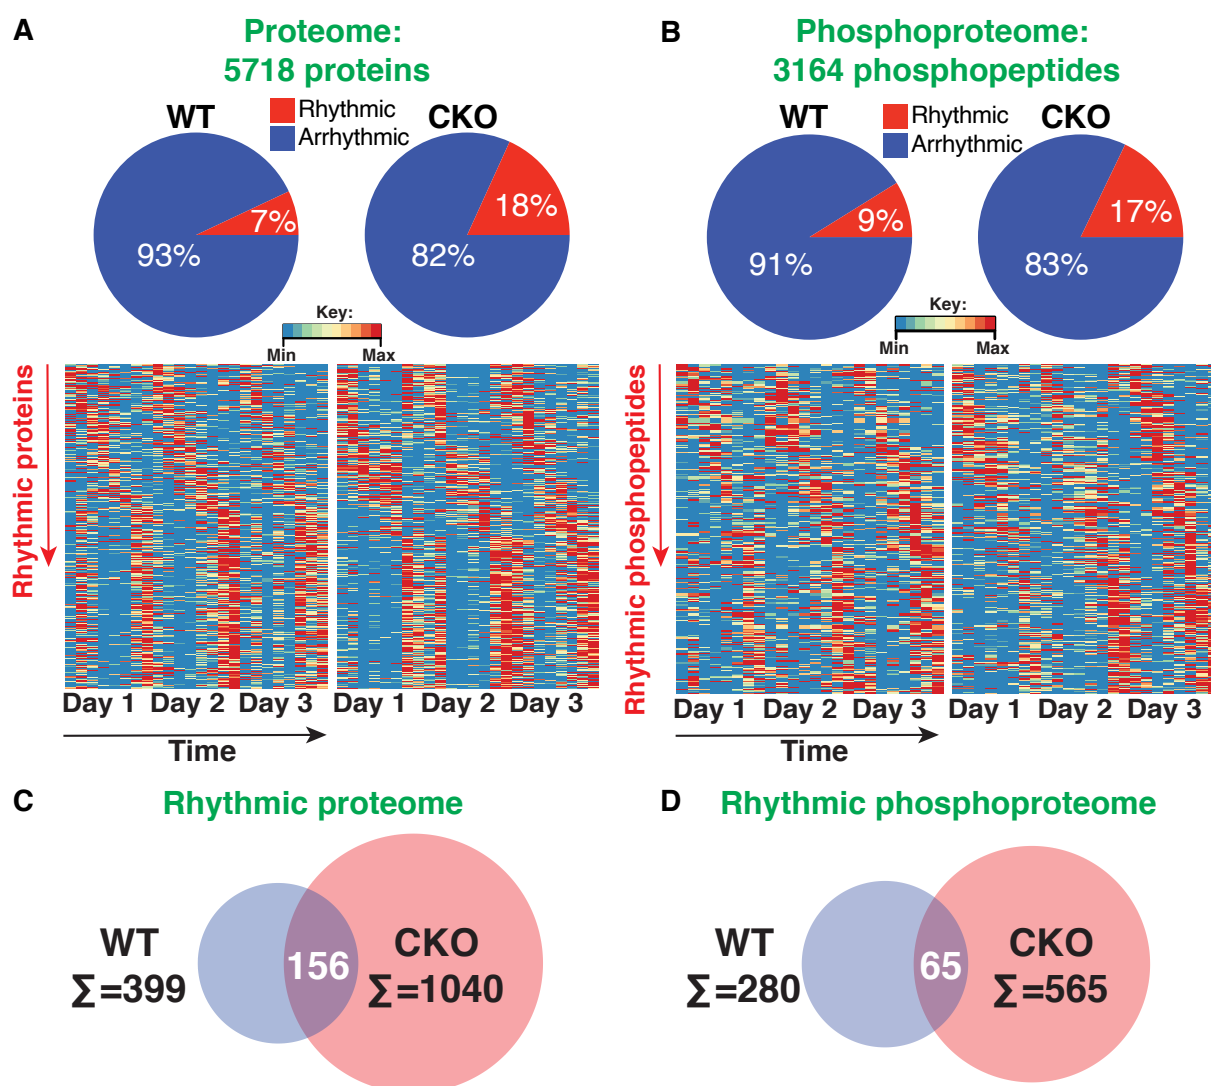 A
Proteome:
5718 proteins
WT
Rhythmic
Arrhythmic
CKO
7%
93%
18%
82%
Key:
Min Max
Rhythmic proteins
Day 1 Day 2 Day 3 Day 1 Day 2 Day 3
Time
B
Phosphoproteome:
3164 phosphopeptides
WT
Rhythmic
Arrhythmic
CKO
9%
91%
17%
83%
Key:
Min Max
Rhythmic phosphopeptides
Day 1 Day 2 Day 3 Day 1 Day 2 Day 3
Time
C
Rhythmic proteome
WT
∑=399
156
CKO
∑=1040
D
Rhythmic phosphoproteome
WT
∑=280
65
CKO
∑=565